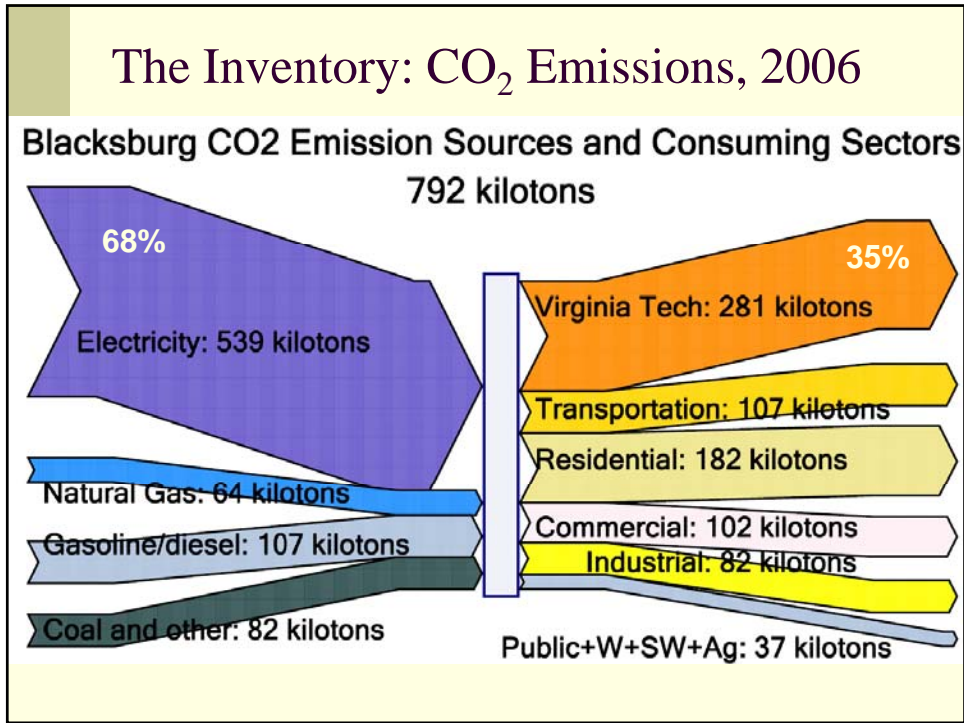 The Inventory: CO₂ Emissions, 2006
Blacksburg CO2 Emission Sources and Consuming Sectors
792 kilotons
68%
Electricity: 539 kilotons
Natural Gas: 64 kilotons
Gasoline/diesel: 107 kilotons
Coal and other: 82 kilotons
35%
Virginia Tech: 281 kilotons
Transportation: 107 kilotons
Residential: 182 kilotons
Commercial: 102 kilotons
Industrial: 82 kilotons
Public+W+SW+Ag: 37 kilotons